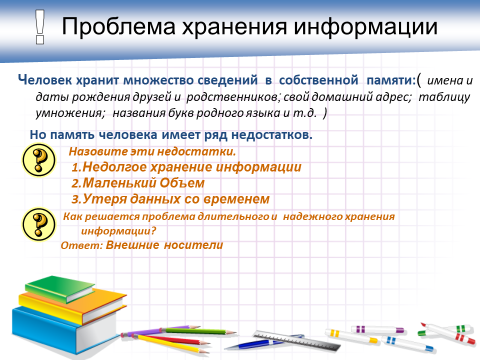 ! Проблема хранения информации
Человек хранит множество сведений в собственной памяти:( имена и
даты рождения друзей и родственников; свой домашний адрес; таблицу
умножения; названия букв родного языка и т.д. )
Но память человека имеет ряд недостатков.
? Назовите эти недостатки.
1.Недолгое хранение информации
2.Маленький Объем
3.Утеря данных со временем
? Как решается проблема длительного и надежного хранения
информации?
Ответ: Внешние носители